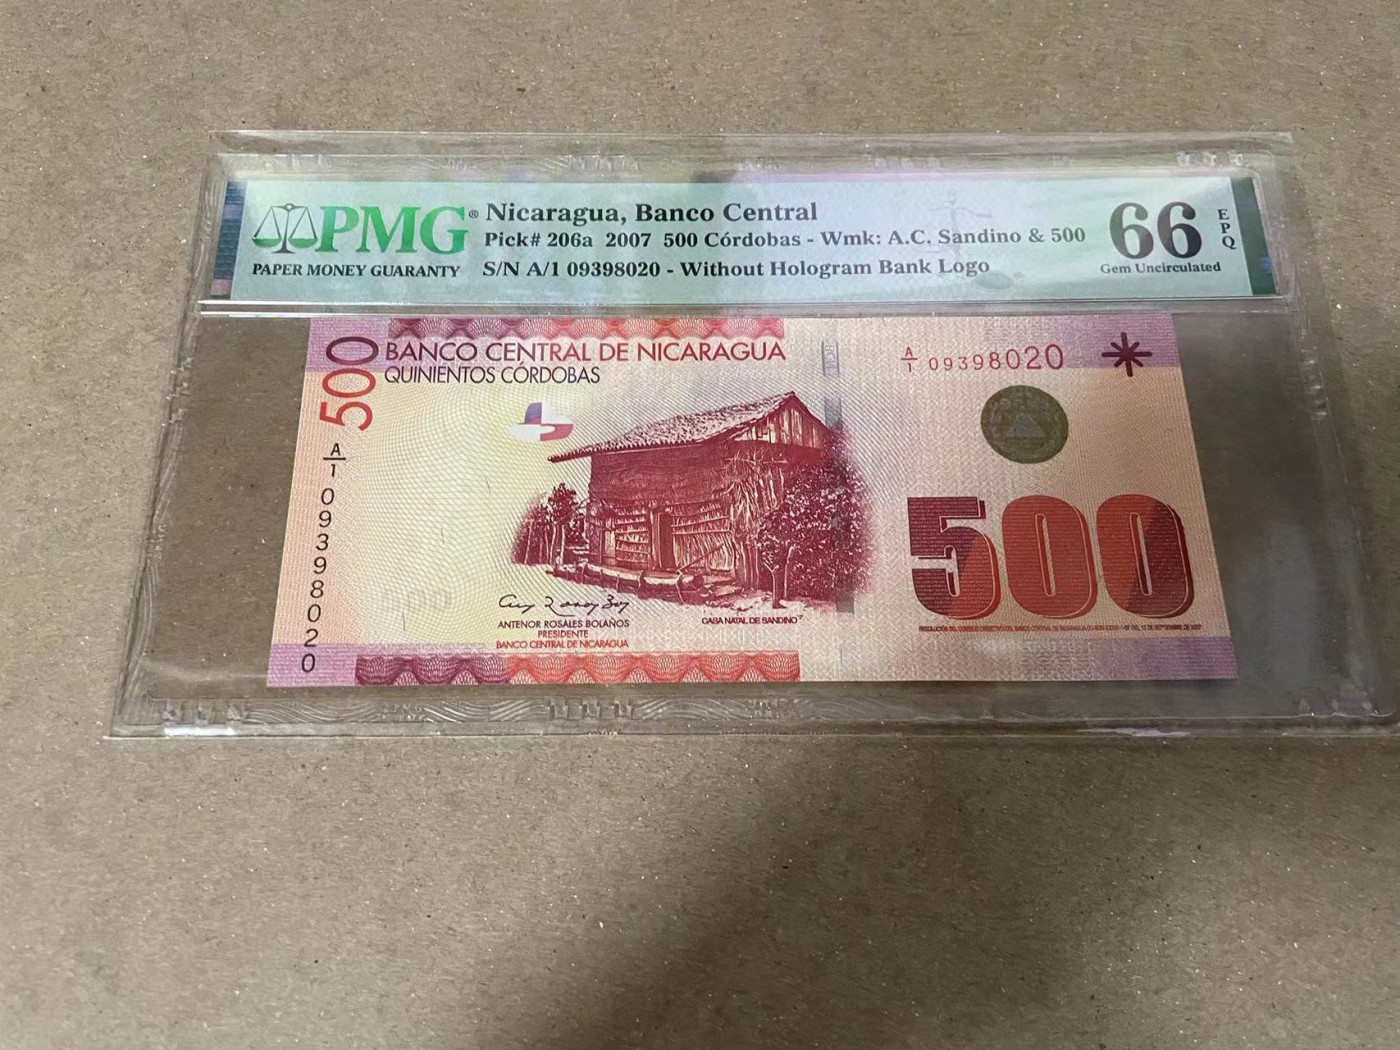 PMG®
PAPER MONEY GUARANTY
Nicaragua, Banco Central
Pick# 206a 2007 500 Córdobas - Wmk: A.C. Sandino & 500
S/N A/1 09398020 - Without Hologram Bank Logo
66
EPQ
Gem Uncirculated
500
BANCO CENTRAL DE NICARAGUA
QUINIENTOS CÓRDOBAS
A/1 09398020
A/1 09398020
500
ANTENOR ROSALES BOLAÑOS
PRESIDENTE
BANCO CENTRAL DE NICARAGUA
"CASA NATAL DE SANDINO"